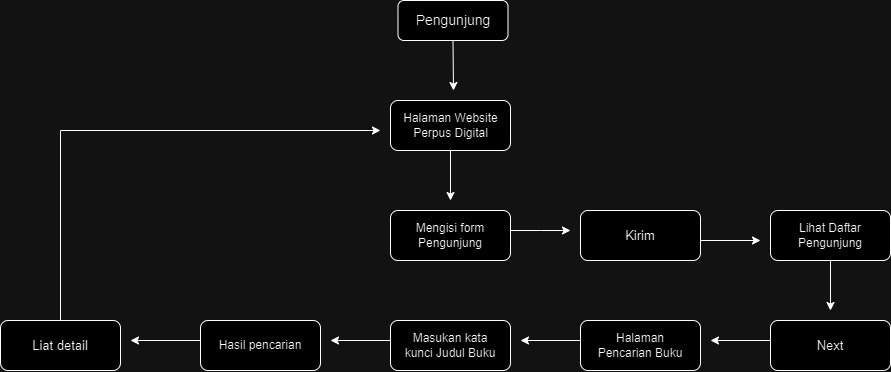 Pengunjung
Halaman Website
Perpus Digital
Mengisi form
Pengunjung
Kirim
Lihat Daftar
Pengunjung
Liat detail
Hasil pencarian
Masukan kata
kunci Judul Buku
Halaman
Pencarian Buku
Next